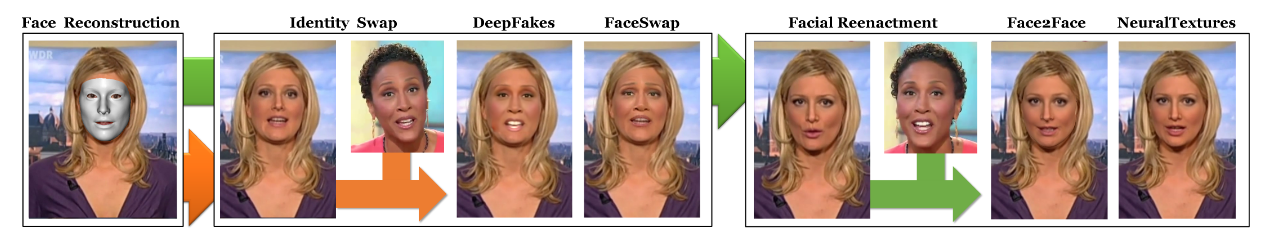 Face Reconstruction
Identity Swap
DeepFakes
FaceSwap
Facial Reenactment
Face2Face
NeuralTextures
WDR